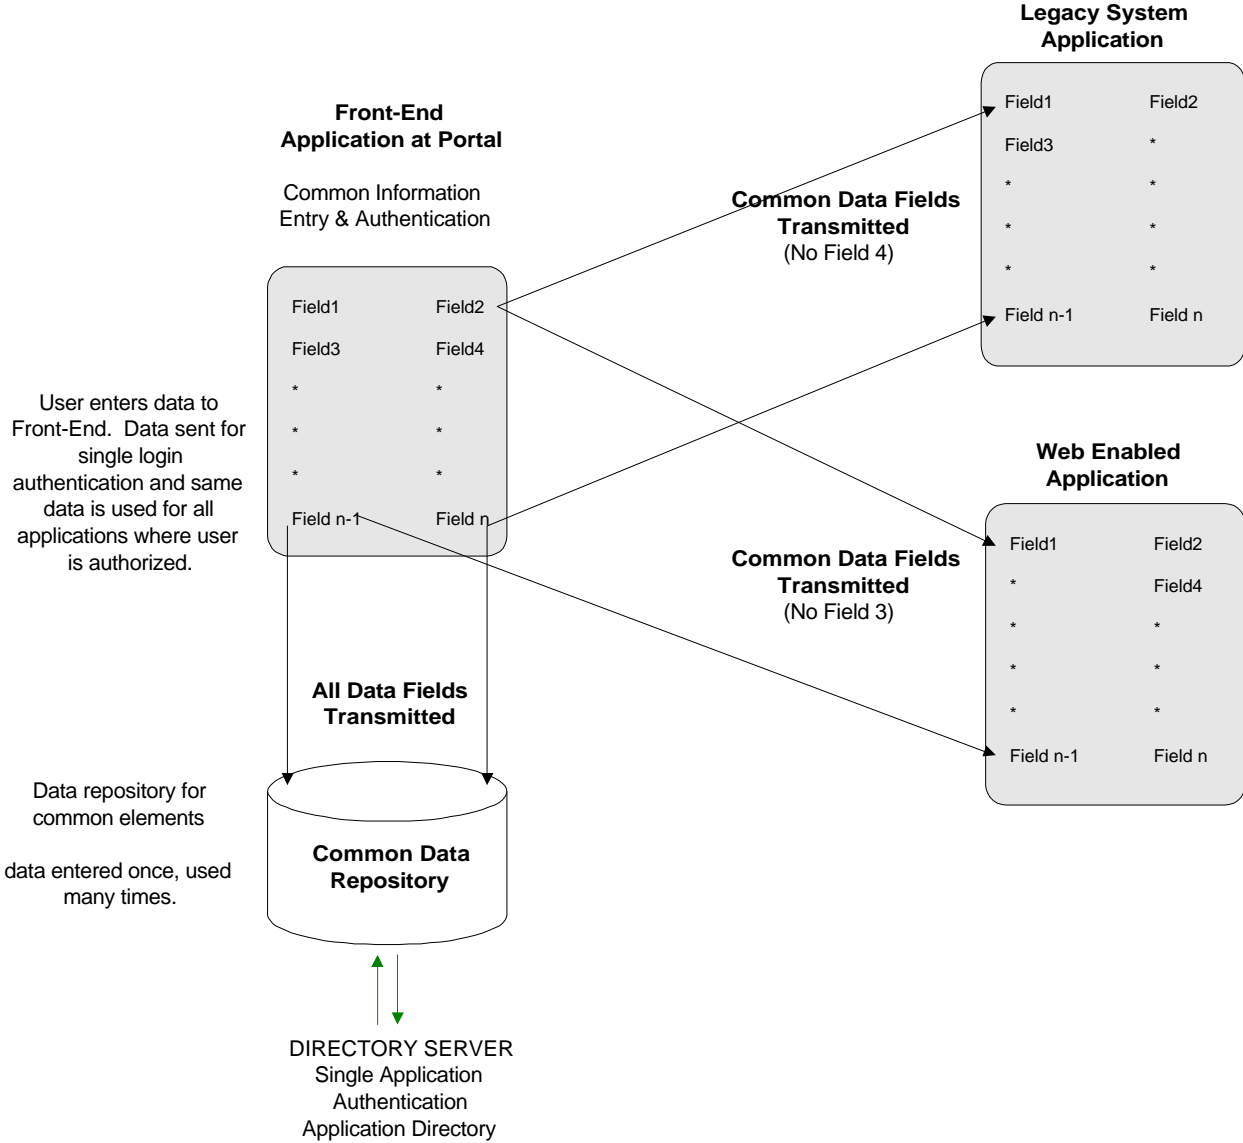 Legacy System
Application
Field1 Field2
Field3 *
* *
* *
* *
Field n-1 Field n
Front-End
Application at Portal
Common Information
Entry & Authentication
Field1 Field2
Field3 Field4
* *
* *
* *
Field n-1 Field n
Common Data Fields
Transmitted
(No Field 4)
User enters data to
Front-End. Data sent for
single login
authentication and same
data is used for all
applications where user
is authorized.
Web Enabled
Application
Field1 Field2
* Field4
* *
* *
* *
Field n-1 Field n
Common Data Fields
Transmitted
(No Field 3)
All Data Fields
Transmitted
Data repository for
common elements
data entered once, used
many times.
Common Data
Repository
DIRECTORY SERVER
Single Application
Authentication
Application Directory